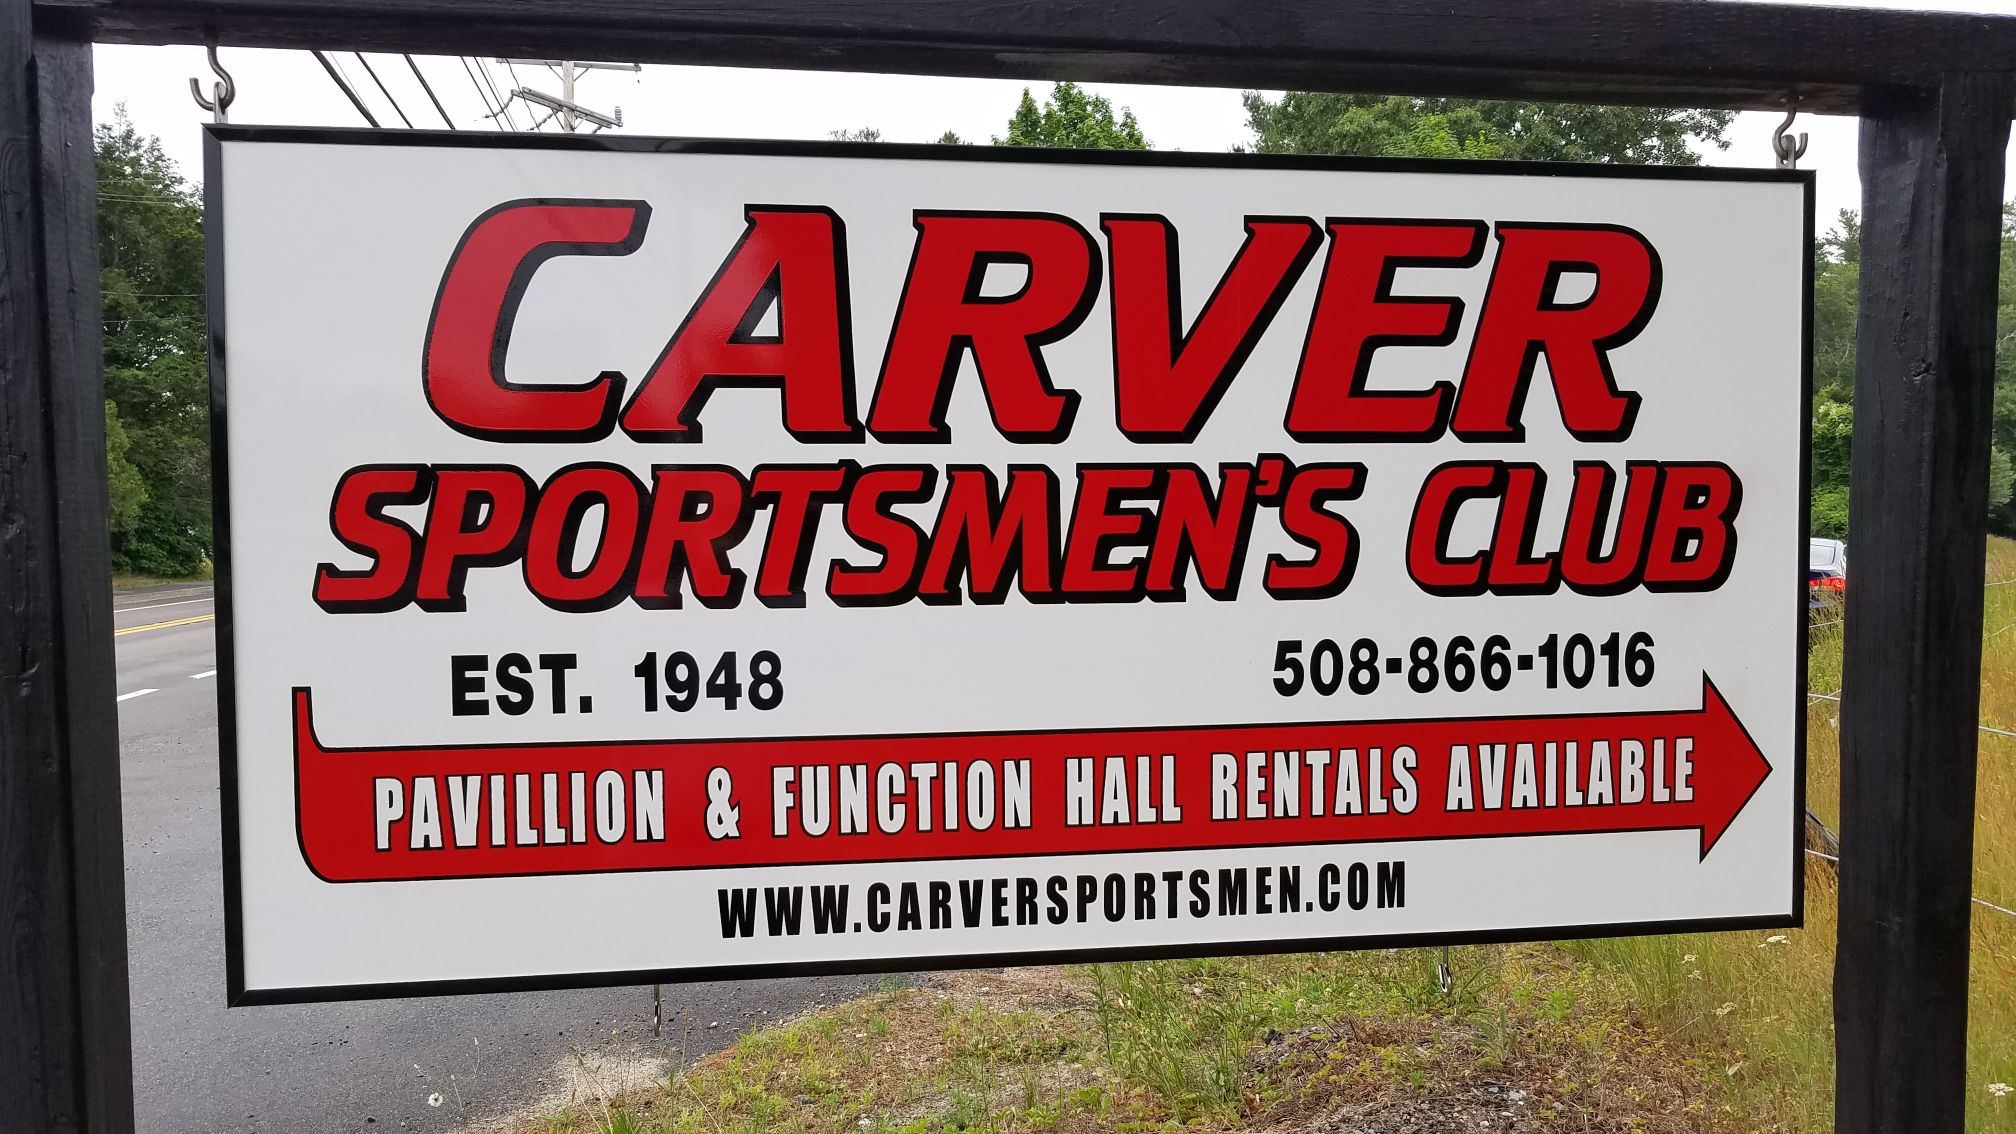 CARVER
SPORTSMEN'S CLUB
EST. 1948 508-866-1016
PAVILLION & FUNCTION HALL RENTALS AVAILABLE
WWW.CARVERSPORTSMEN.COM